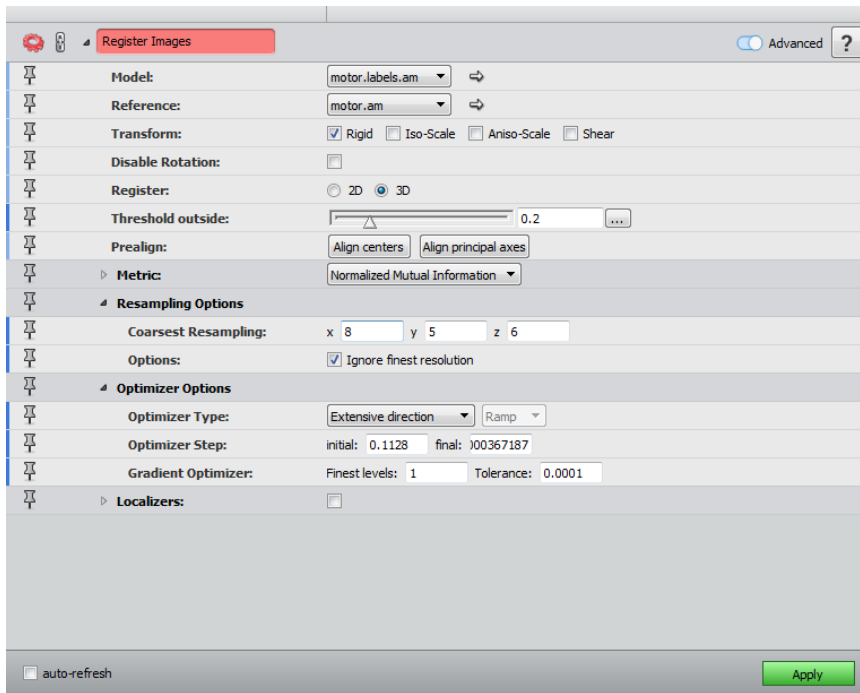 Register Images Advanced ?
Model: motor.labels.am
Reference: motor.am
Transform: Rigid Iso-Scale Aniso-Scale Shear
Disable Rotation:
Register: 2D 3D
Threshold outside: 0.2 ...
Prealign: Align centers Align principal axes
Metric: Normalized Mutual Information
Resampling Options
Coarsest Resampling: x 8 y 5 z 6
Options: Ignore finest resolution
Optimizer Options
Optimizer Type: Extensive direction Ramp
Optimizer Step: initial: 0.1128 final: 000367187
Gradient Optimizer: Finest levels: 1 Tolerance: 0.0001
Localizers:
auto-refresh Apply